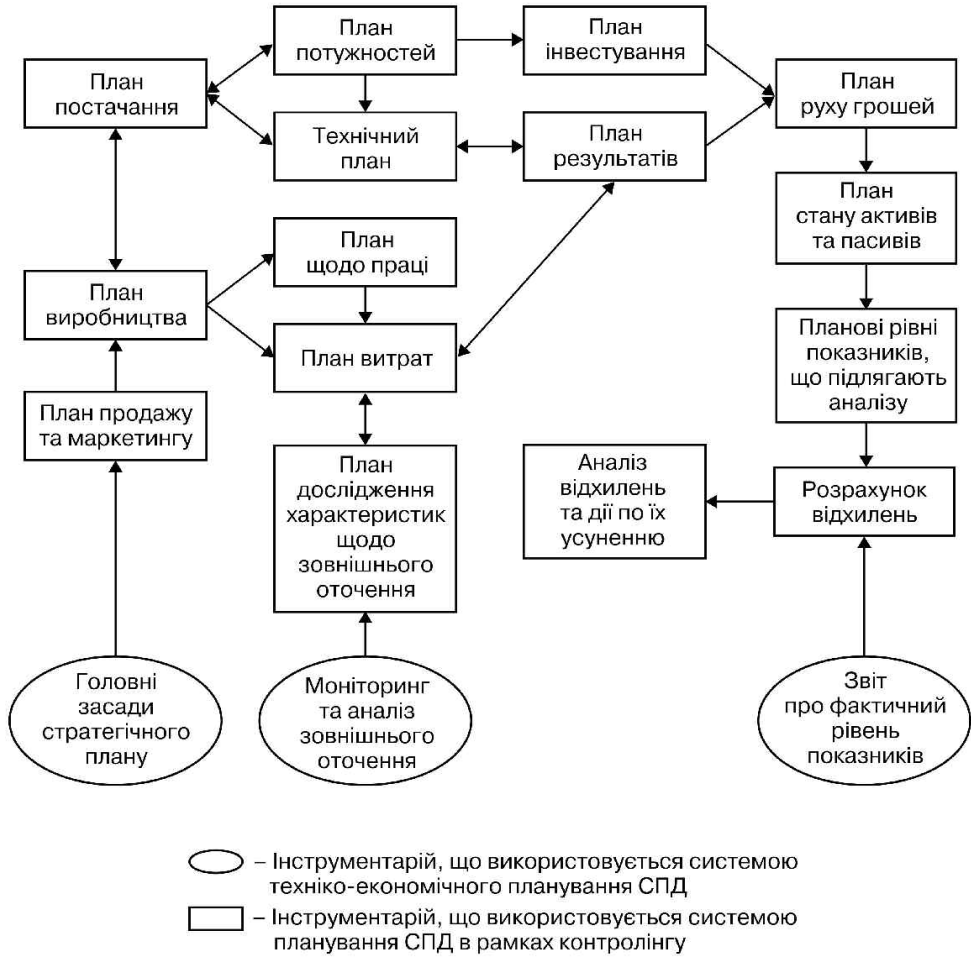 План
потужностей
План
інвестування
План
постачання
План
руху грошей
Технічний
план
План
результатів
План
стану активів
та пасивів
План
щодо праці
План
виробництва
Планові рівні
показників,
що підлягають
аналізу
План витрат
План продажу
та маркетингу
План
дослідження
характеристик
щодо
зовнішнього
оточення
Аналіз
відхилень
та дії по їх
усуненню
Розрахунок
відхилень
Головні
засади
стратегічного
плану
Моніторинг
та аналіз
зовнішнього
оточення
Звіт
про фактичний
рівень
показників
– Інструментарій, що використовується системою
техніко-економічного планування СПД
– Інструментарій, що використовується системою
планування СПД в рамках контролінгу